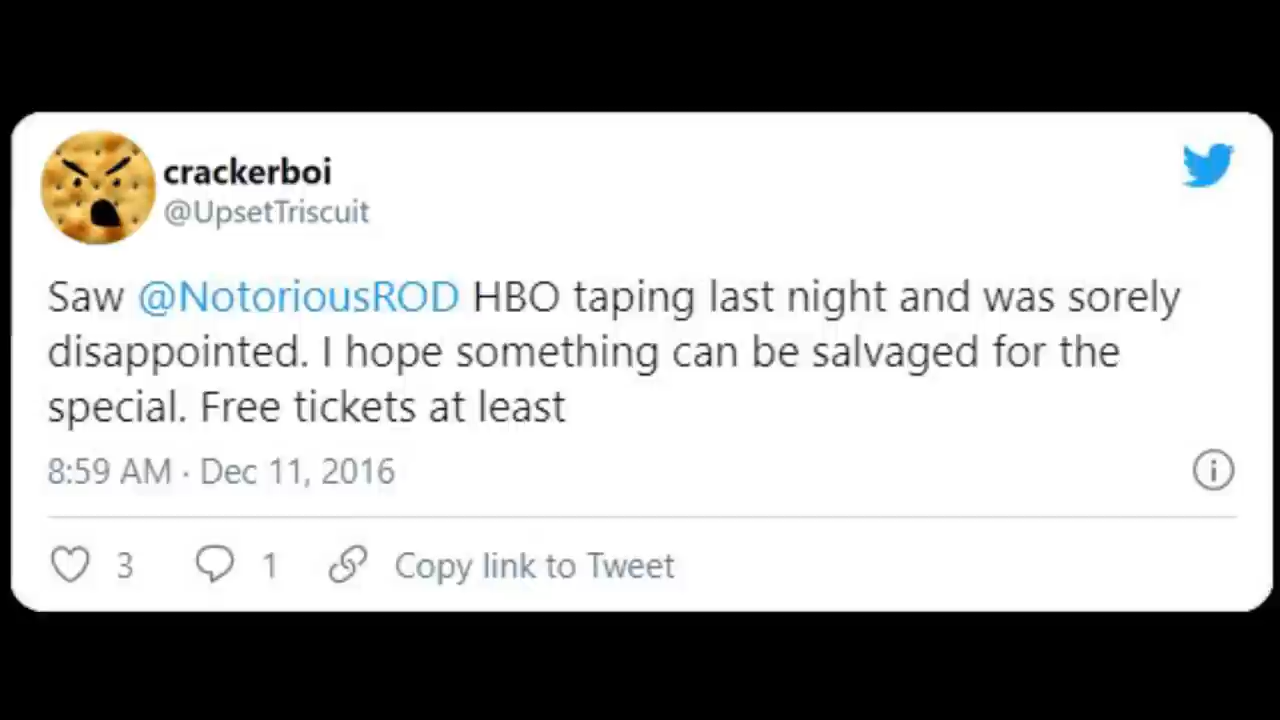 crackerboi
@UpsetTriscuit
Saw @NotoriousROD HBO taping last night and was sorely
disappointed. I hope something can be salvaged for the
special. Free tickets at least
8:59 AM · Dec 11, 2016
3 1 Copy link to Tweet